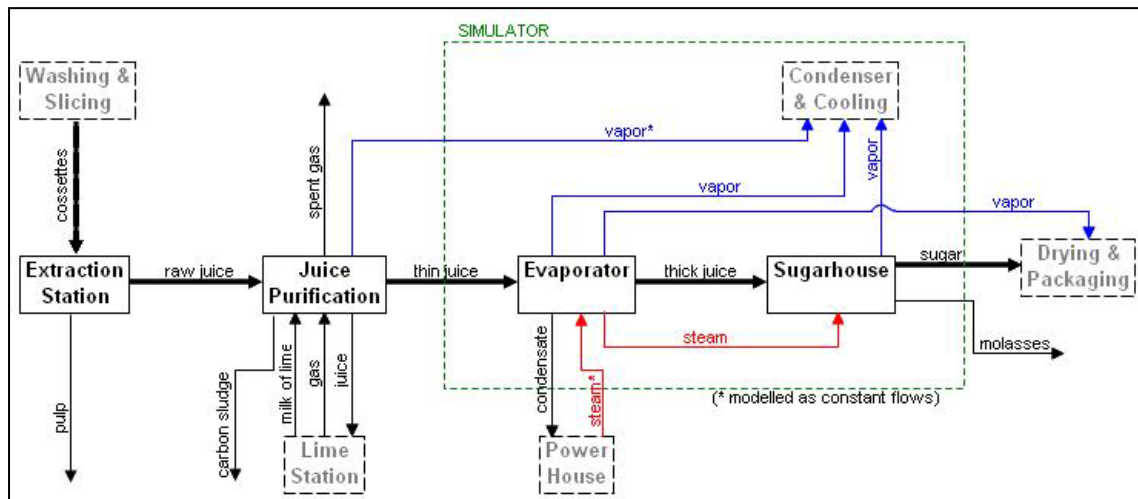 SIMULATOR
Washing &
Slicing
Condenser
& Cooling
cossettes
spent gas
vapor*
vapor
vapor
vapor
Extraction
Station
raw juice
Juice
Purification
thin juice
Evaporator
thick juice
Sugarhouse
sugar
Drying &
Packaging
steam
molasses
pulp
carbon sludge
milk of lime
gas
juice
condensate
steam*
(* modelled as constant flows)
Lime
Station
Power
House